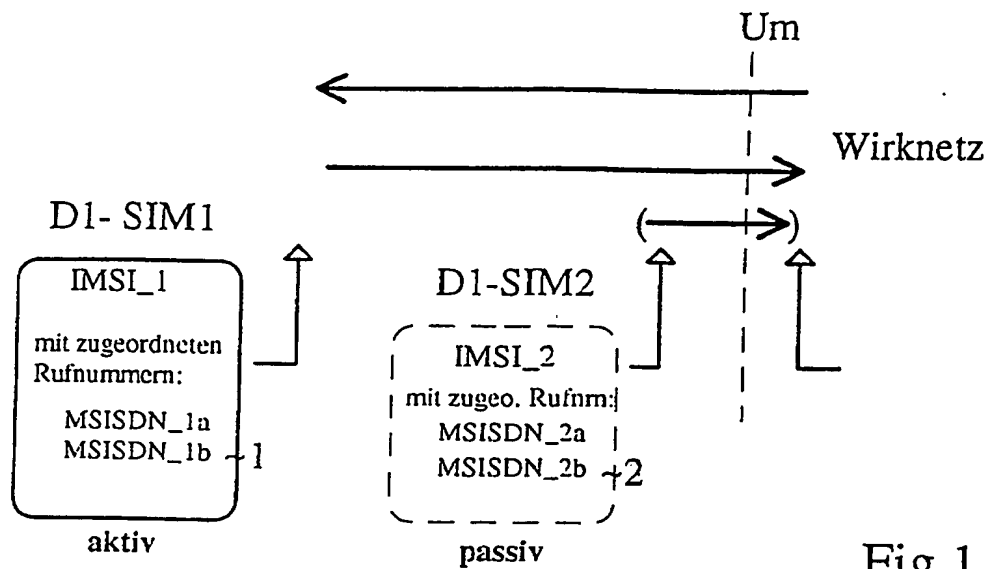 Um
Wirknetz
D1- SIM1
IMSI_1
mit zugeordneten
Rufnummern:
MSISDN_1a
MSISDN_1b ~1
aktiv
D1-SIM2
IMSI_2
mit zugeo. Rufnm:
MSISDN_2a
MSISDN_2b ~2
passiv
( )
Fig 1